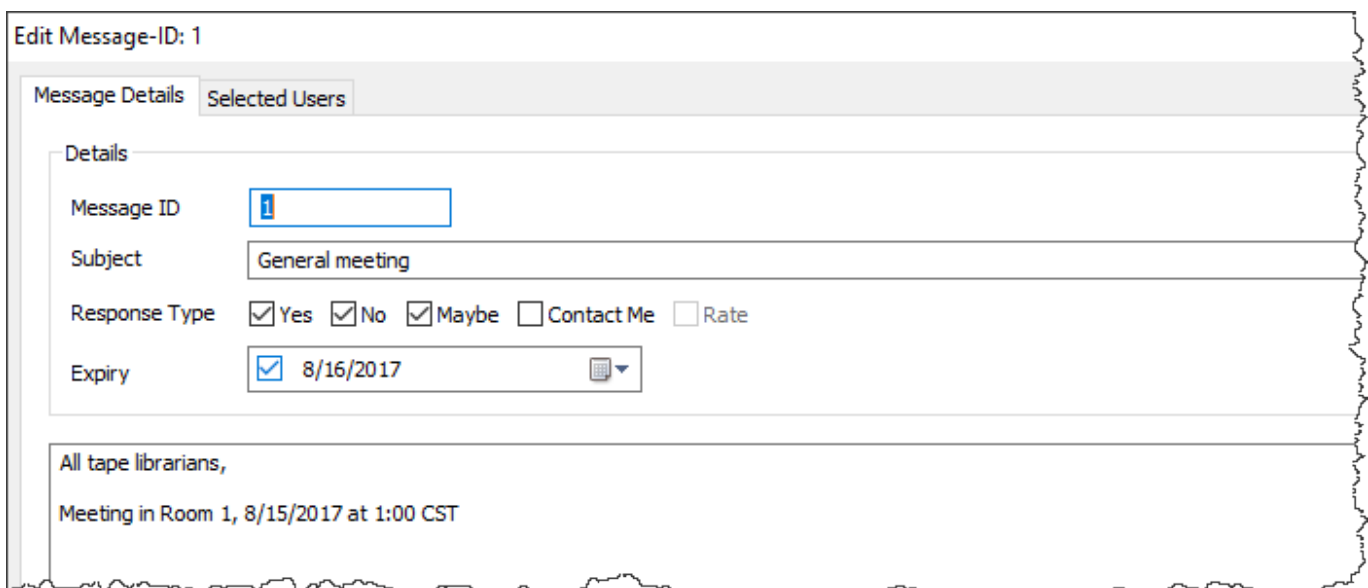 Edit Message-ID: 1
Message Details Selected Users
Details
Message ID 1
Subject General meeting
Response Type Yes No Maybe Contact Me Rate
Expiry 8/16/2017
All tape librarians,
Meeting in Room 1, 8/15/2017 at 1:00 CST